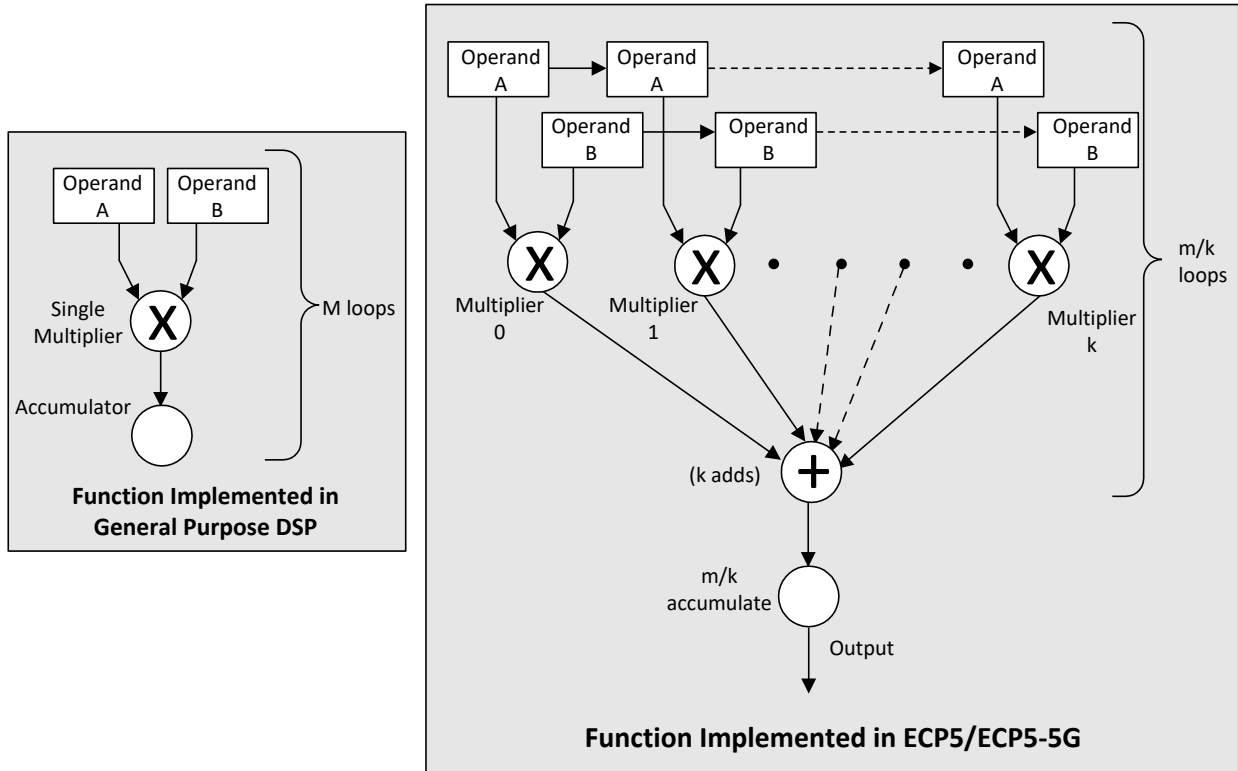 Operand
A
Operand
B
Single
Multiplier
X
Accumulator
M loops
Function Implemented in
General Purpose DSP
Operand
A
Operand
A
Operand
A
Operand
B
Operand
B
Operand
B
X
X
X
Multiplier
0
Multiplier
1
Multiplier
k
m/k
loops
(k adds)
+
m/k
accumulate
Output
Function Implemented in ECP5/ECP5-5G